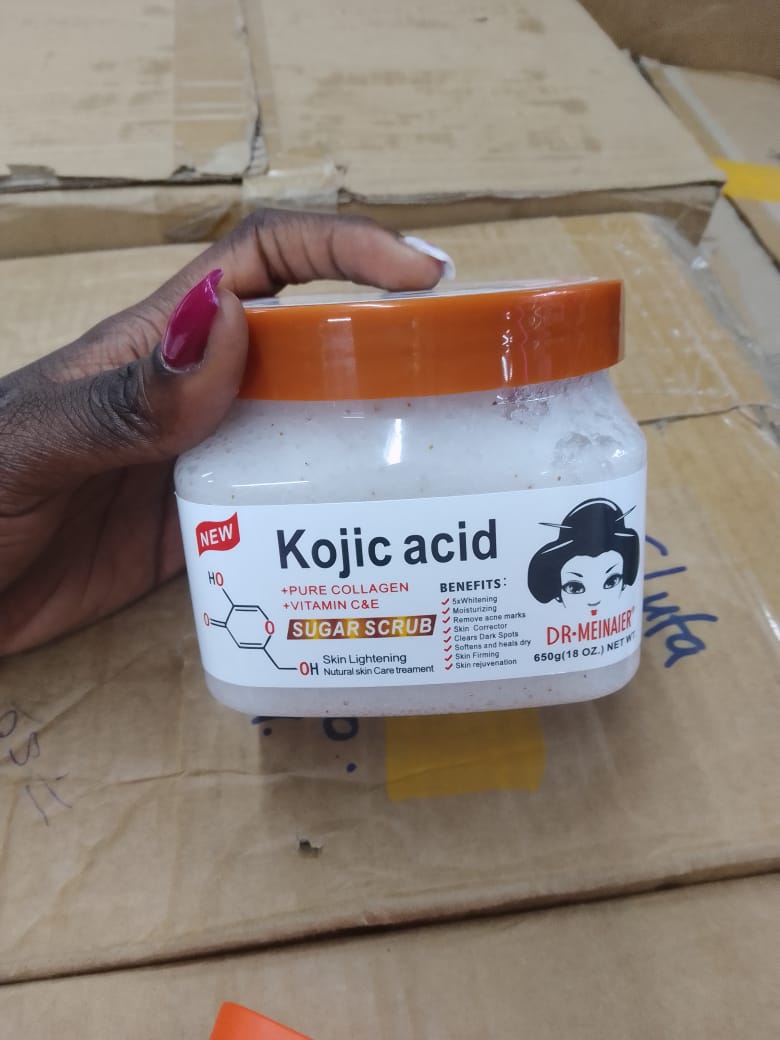 NEW
Kojic acid
+PURE COLLAGEN
+VITAMIN C&E
SUGAR SCRUB
HO
O
O
OH
Skin Lightening
Nutural skin Care treament
BENEFITS:
5xWhitening
Moisturizing
Remove acne marks
Skin Corrector
Clears Dark Spots
Softens and heals dry
Skin Firming
Skin rejuvenation
DR·MEINAIER®
650g(18 OZ.) NET WT.